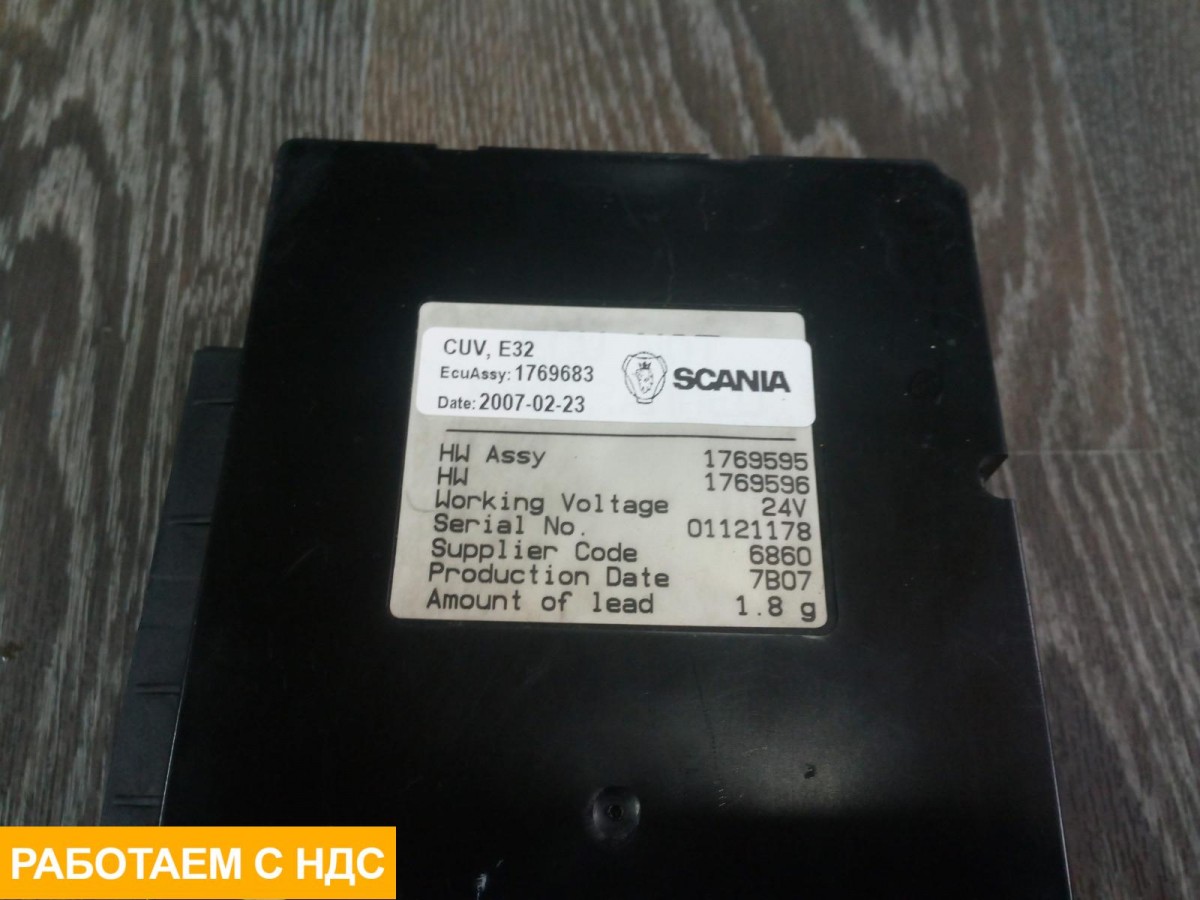 CUV, E32
EcuAssy: 1769683
Date: 2007-02-23
SCANIA
HW Assy 1769595
HW 1769596
Working Voltage 24V
Serial No. 01121178
Supplier Code 6860
Production Date 7B07
Amount of lead 1.8 g
РАБОТАЕМ С НДС